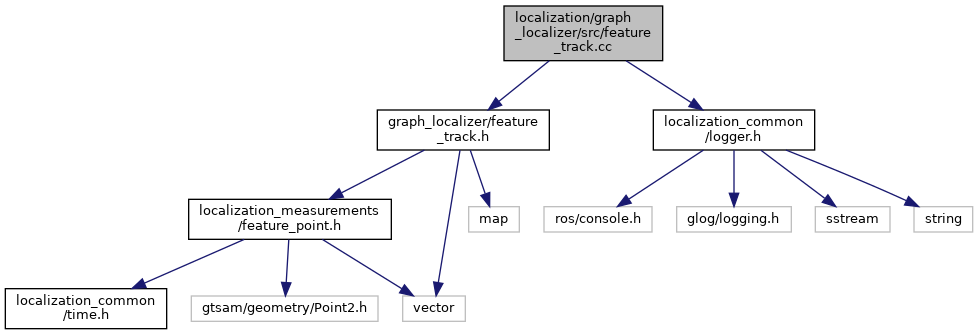 localization/graph
_localizer/src/feature
_track.cc
graph_localizer/feature
_track.h
localization_common
/logger.h
localization_measurements
/feature_point.h
map
ros/console.h
glog/logging.h
sstream
string
localization_common
/time.h
gtsam/geometry/Point2.h
vector